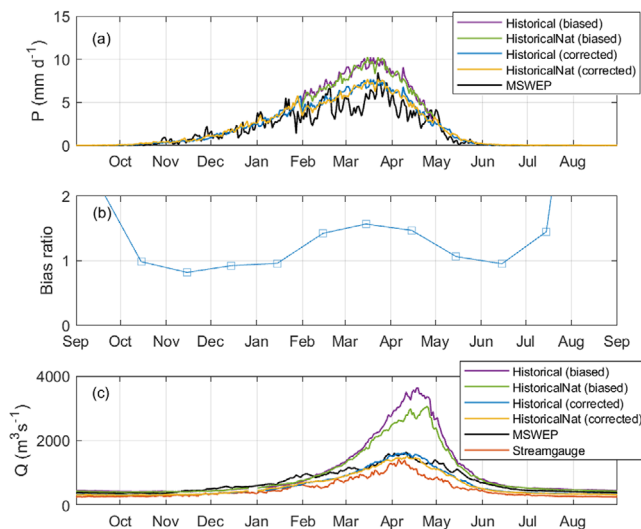 15
Historical (biased)
(a)
HistoricalNat (biased)
10
Historical (corrected)
HistoricalNat (corrected)
P (mm d-1)
MSWEP
5
0
Oct Nov Dec Jan Feb Mar Apr May Jun Jul Aug
2
(b)
Bias ratio
1
0
Sep Oct Nov Dec Jan Feb Mar Apr May Jun Jul Aug Sep
4000
(c)
Historical (biased)
HistoricalNat (biased)
Historical (corrected)
HistoricalNat (corrected)
MSWEP
Streamgauge
Q (m3s-1)
2000
0
Oct Nov Dec Jan Feb Mar Apr May Jun Jul Aug